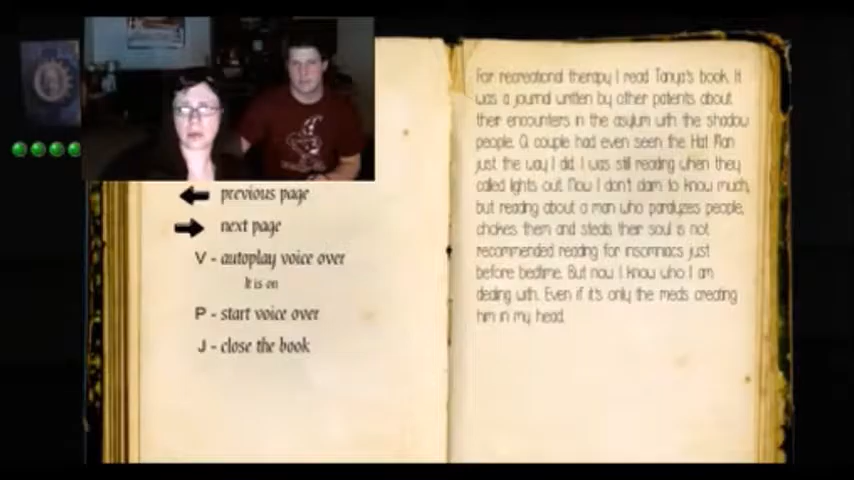 previous page
next page
V - autoplay voice over
It is on
P - start voice over
J - close the book
For recreational therapy I read Tanya's book. It
was a journal written by other patients about
their encounters in the asylum with the shadow
people. A couple had even seen the Hat Man
just the way I did. I was still reading when they
called lights out. Now I don't claim to know much,
but reading about a man who paralyzes people,
chokes them and steals their soul is not
recommended reading for insomniacs just
before bedtime. But now I know who I am
dealing with. Even if it's only the meds creating
him in my head.